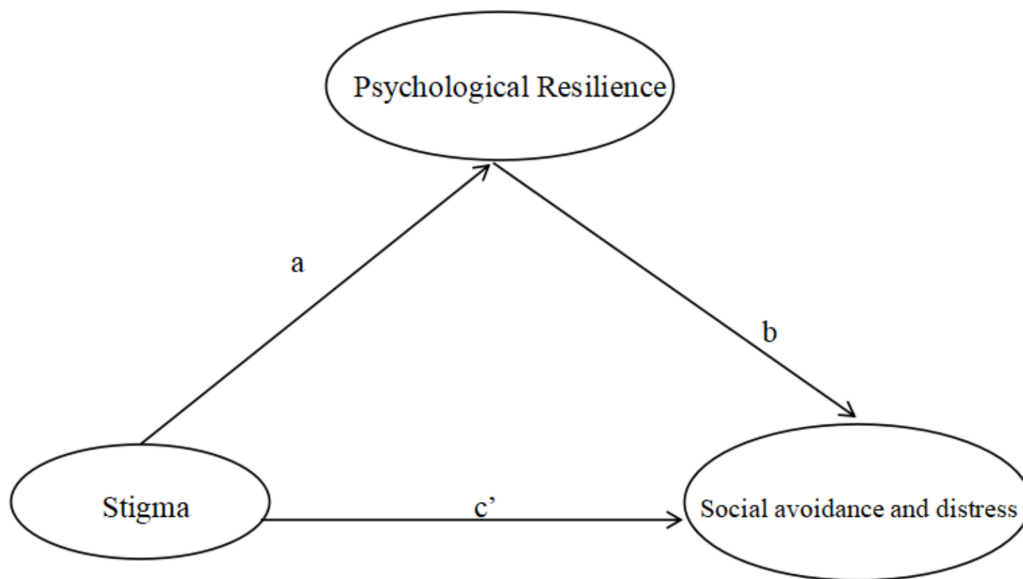 Psychological Resilience
a
b
Stigma
c’
Social avoidance and distress